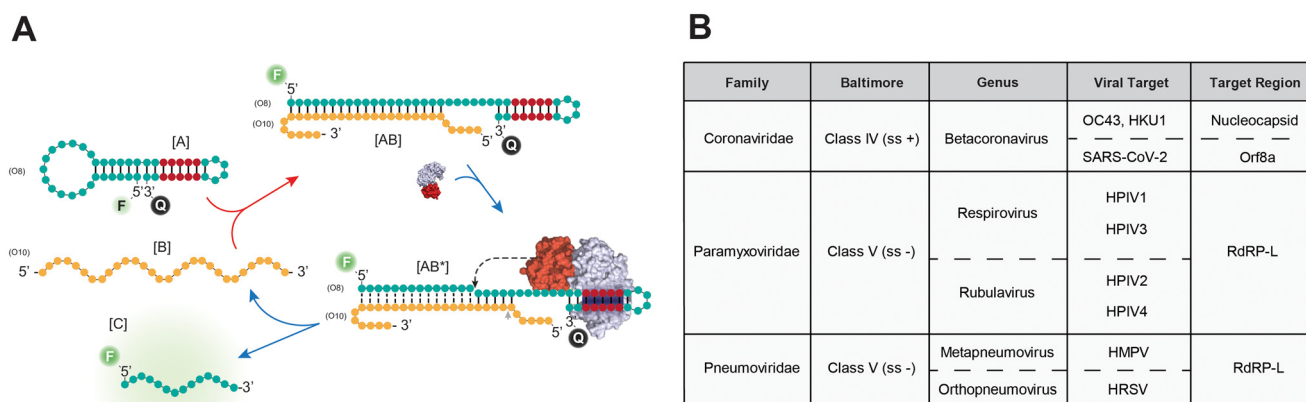 A
F
5'
(O8)
(O10)
- 3'
[AB]
5'
3'
Q
[A]
(O8)
5'
3'
F
Q
[B]
(O10)
5' -
- 3'
F
5'
[AB*]
(O8)
(O10)
- 3'
5'
3'
Q
[C]
F
5'
-3'
B
Family Baltimore Genus Viral Target Target Region
Coronaviridae Class IV (ss +) Betacoronavirus OC43, HKU1 Nucleocapsid
SARS-CoV-2 Orf8a
Paramyxoviridae Class V (ss -) Respirovirus HPIV1 RdRP-L
HPIV3
Rubulavirus HPIV2
HPIV4
Pneumoviridae Class V (ss -) Metapneumovirus HMPV RdRP-L
Orthopneumovirus HRSV